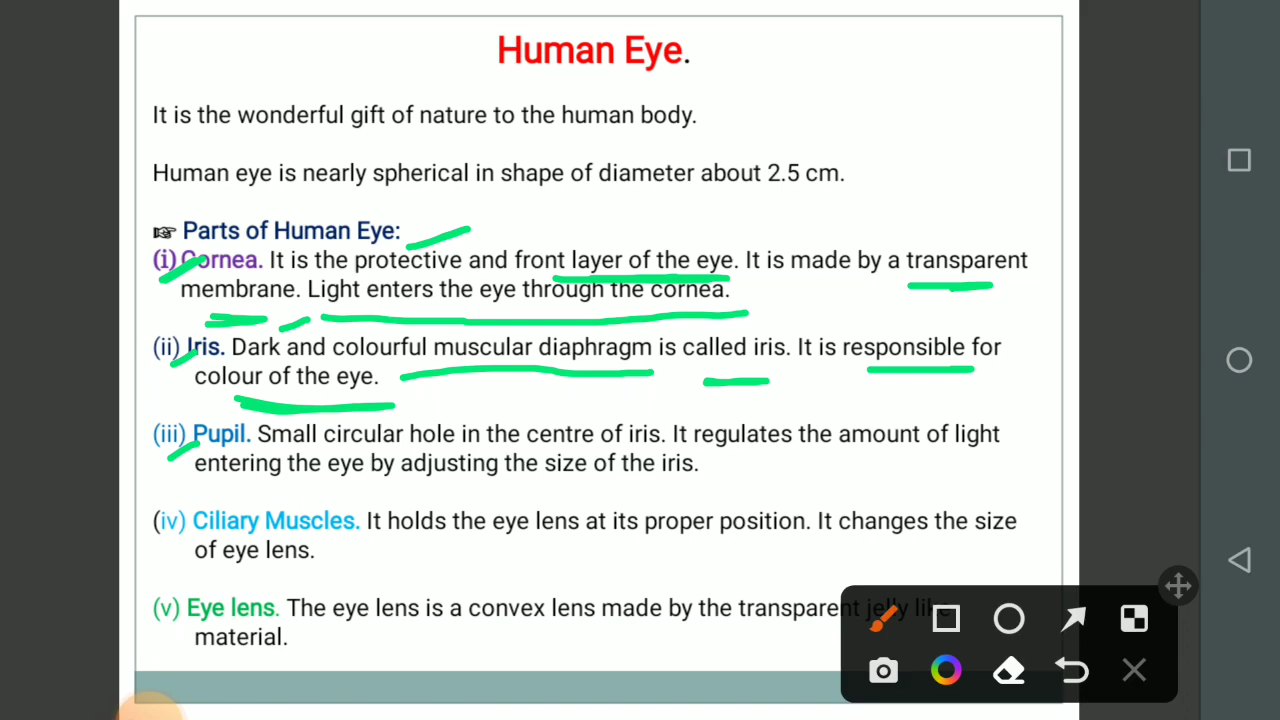 Human Eye.
It is the wonderful gift of nature to the human body.
Human eye is nearly spherical in shape of diameter about 2.5 cm.
☞ Parts of Human Eye:
(i) Cornea. It is the protective and front layer of the eye. It is made by a transparent
membrane. Light enters the eye through the cornea.
(ii) Iris. Dark and colourful muscular diaphragm is called iris. It is responsible for
colour of the eye.
(iii) Pupil. Small circular hole in the centre of iris. It regulates the amount of light
entering the eye by adjusting the size of the iris.
(iv) Ciliary Muscles. It holds the eye lens at its proper position. It changes the size
of eye lens.
(v) Eye lens. The eye lens is a convex lens made by the transparent jelly like
material.